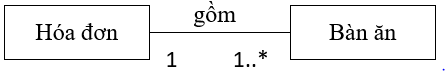 gồm
Hóa đơn
Bàn ăn
1
1..*